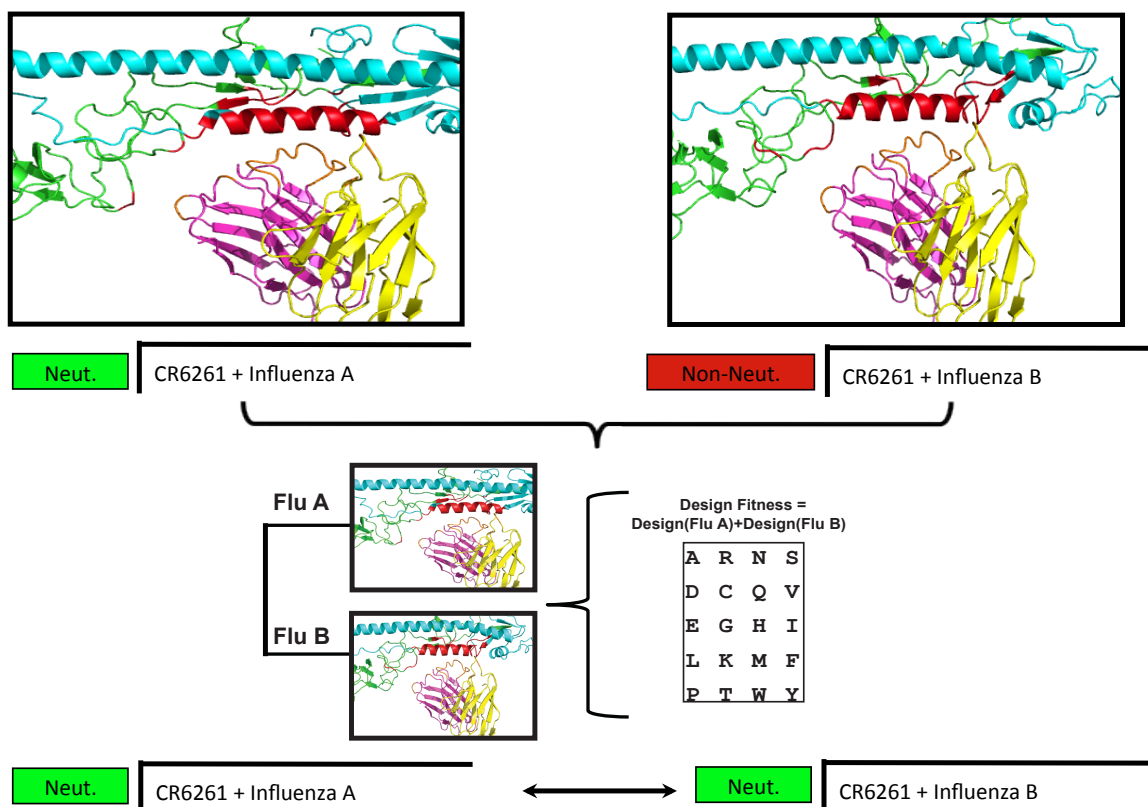 Neut.
CR6261 + Influenza A
Non-Neut.
CR6261 + Influenza B
Flu A
Flu B
Design Fitness =
Design(Flu A)+Design(Flu B)
A R N S
D C Q V
E G H I
L K M F
P T W Y
Neut.
CR6261 + Influenza A
Neut.
CR6261 + Influenza B